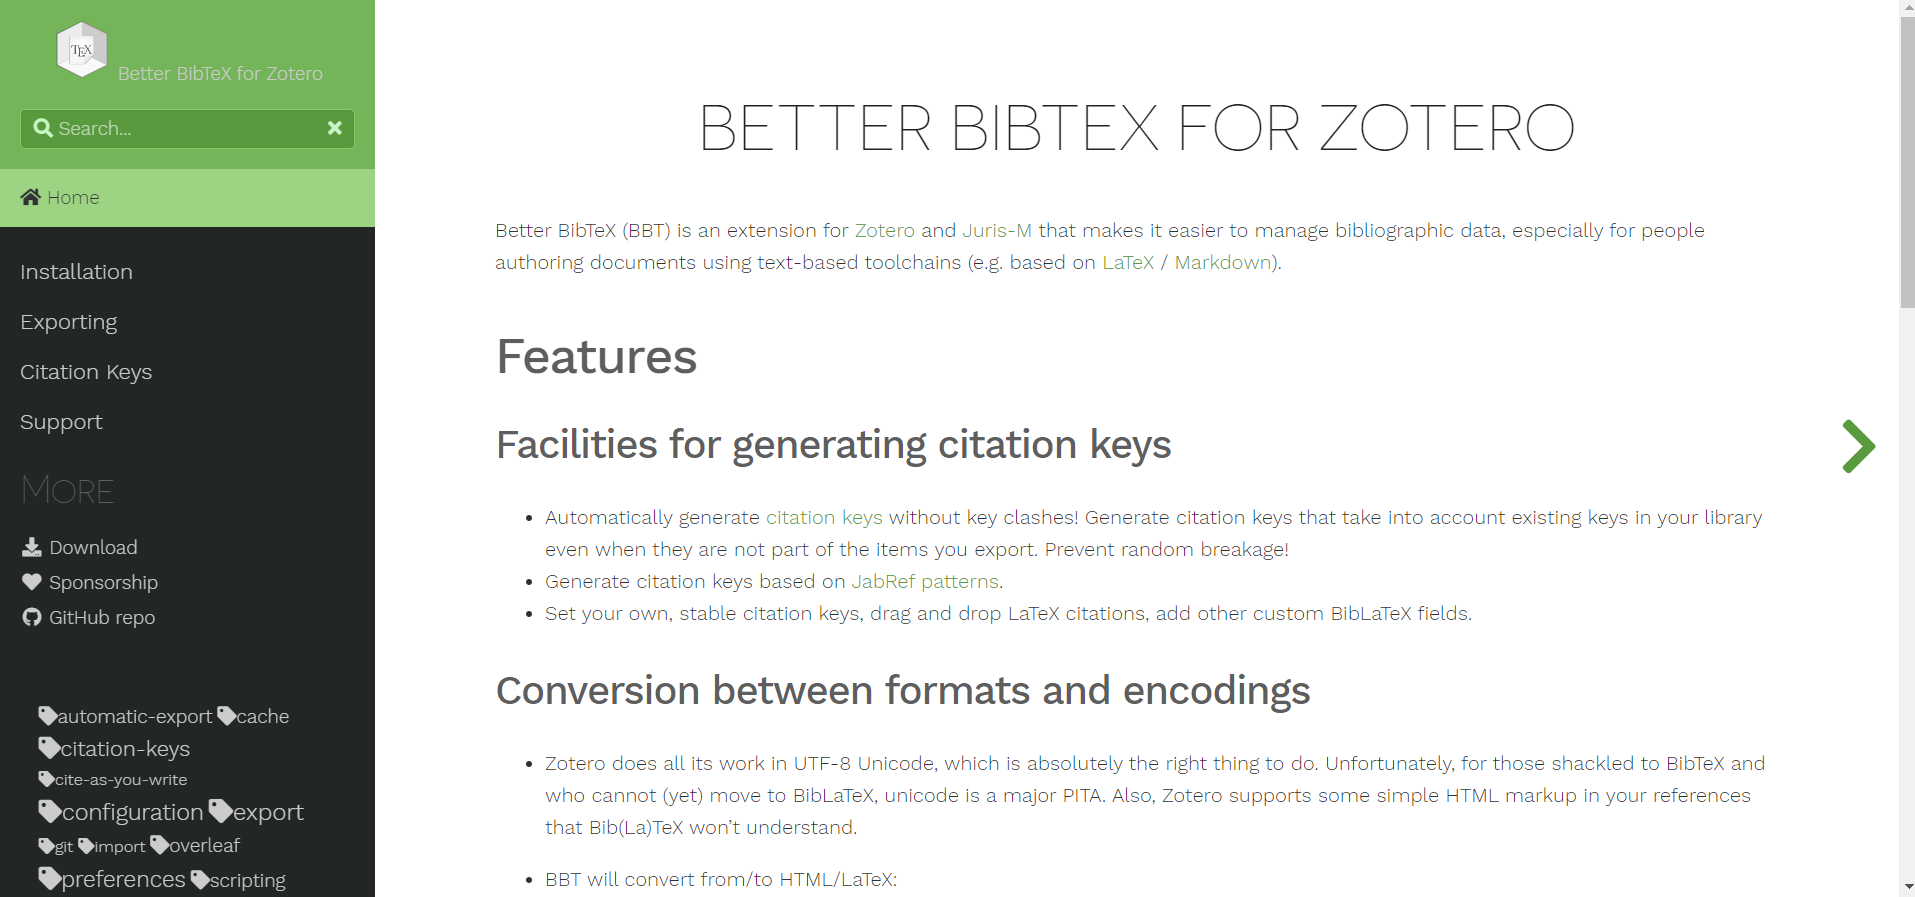 TEX
Better BibTeX for Zotero
Search...
Home
Installation
Exporting
Citation Keys
Support
MORE
Download
Sponsorship
GitHub repo
automatic-export cache
citation-keys
cite-as-you-write
configuration export
git import overleaf
preferences scripting
BETTER BIBTEX FOR ZOTERO
Better BibTeX (BBT) is an extension for Zotero and Juris-M that makes it easier to manage bibliographic data, especially for people
authoring documents using text-based toolchains (e.g. based on LaTeX / Markdown).
Features
Facilities for generating citation keys
• Automatically generate citation keys without key clashes! Generate citation keys that take into account existing keys in your library
even when they are not part of the items you export. Prevent random breakage!
• Generate citation keys based on JabRef patterns.
• Set your own, stable citation keys, drag and drop LaTeX citations, add other custom BibLaTeX fields.
Conversion between formats and encodings
• Zotero does all its work in UTF-8 Unicode, which is absolutely the right thing to do. Unfortunately, for those shackled to BibTeX and
who cannot (yet) move to BibLaTeX, unicode is a major PITA. Also, Zotero supports some simple HTML markup in your references
that Bib(La)TeX won’t understand.
• BBT will convert from/to HTML/LaTeX: